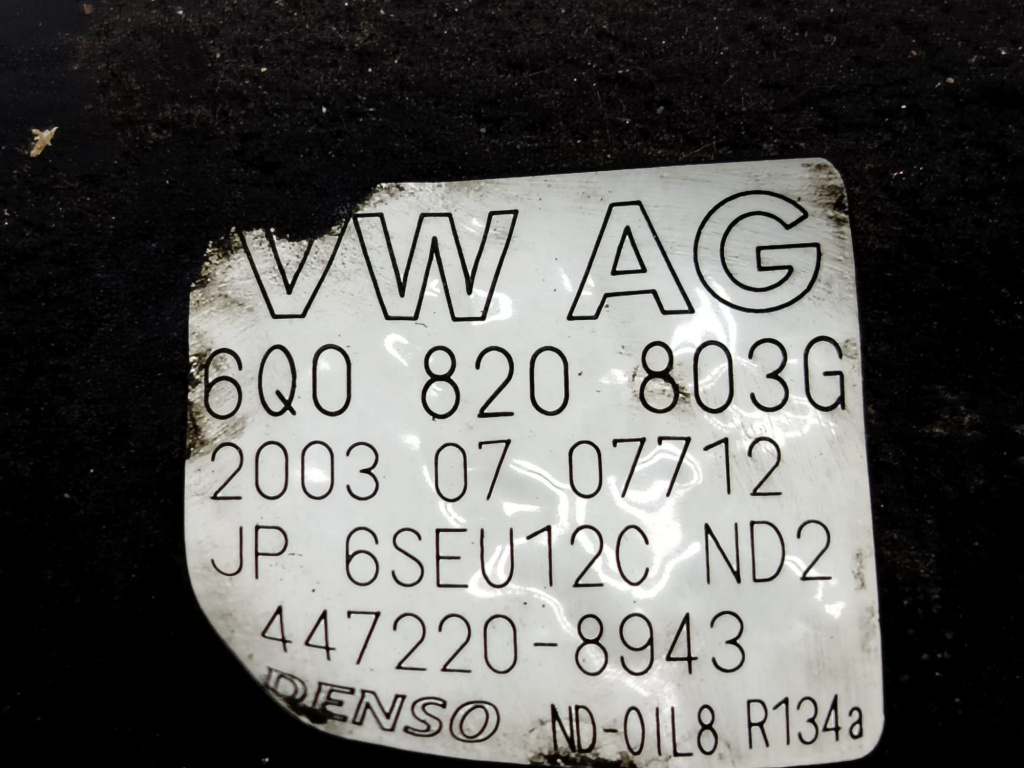 VW AG
6Q0 820 803G
2003 07 07712
JP 6SEU12C ND2
447220-8943
DENSO ND-OIL8 R134a